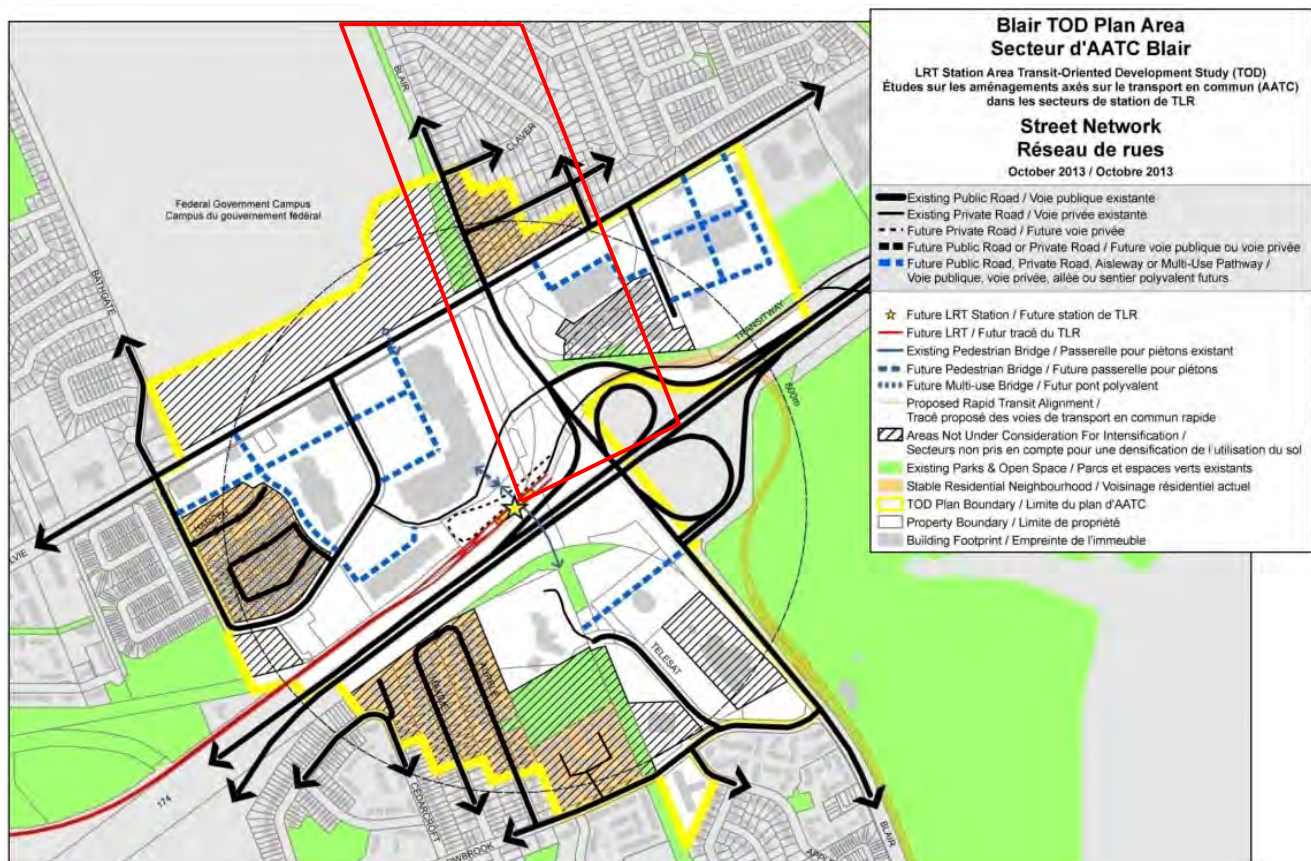 Blair TOD Plan Area
Secteur d'AATC Blair
LRT Station Area Transit-Oriented Development Study (TOD)
Études sur les aménagements axés sur le transport en commun (AATC)
dans les secteurs de station de TLR
Street Network
Réseau de rues
October 2013 / Octobre 2013
Existing Public Road / Voie publique existante
Existing Private Road / Voie privée existante
Future Private Road / Future voie privée
Future Public Road or Private Road / Future voie publique ou voie privée
Future Public Road, Private Road, Aisleway or Multi-Use Pathway /
Voie publique, voie privée, allée ou sentier polyvalent futurs
Future LRT Station / Future station de TLR
Future LRT / Futur tracé du TLR
Existing Pedestrian Bridge / Passerelle pour piétons existant
Future Pedestrian Bridge / Future passerelle pour piétons
Future Multi-use Bridge / Futur pont polyvalent
Proposed Rapid Transit Alignment /
Tracé proposé des voies de transport en commun rapide
Areas Not Under Consideration For Intensification /
Secteurs non pris en compte pour une densification de l'utilisation du sol
Existing Parks & Open Space / Parcs et espaces verts existants
Stable Residential Neighbourhood / Voisinage résidentiel actuel
TOD Plan Boundary / Limite du plan d'AATC
Property Boundary / Limite de propriété
Building Footprint / Empreinte de l'immeuble
BLAIR
CLAVER
Federal Government Campus
Campus du gouvernement fédéral
BATHGATE
TRANSITWAY
600m
LVIE
TELESAT
174
CEDARCROFT
OWBROOK
BLAIR
APPLE